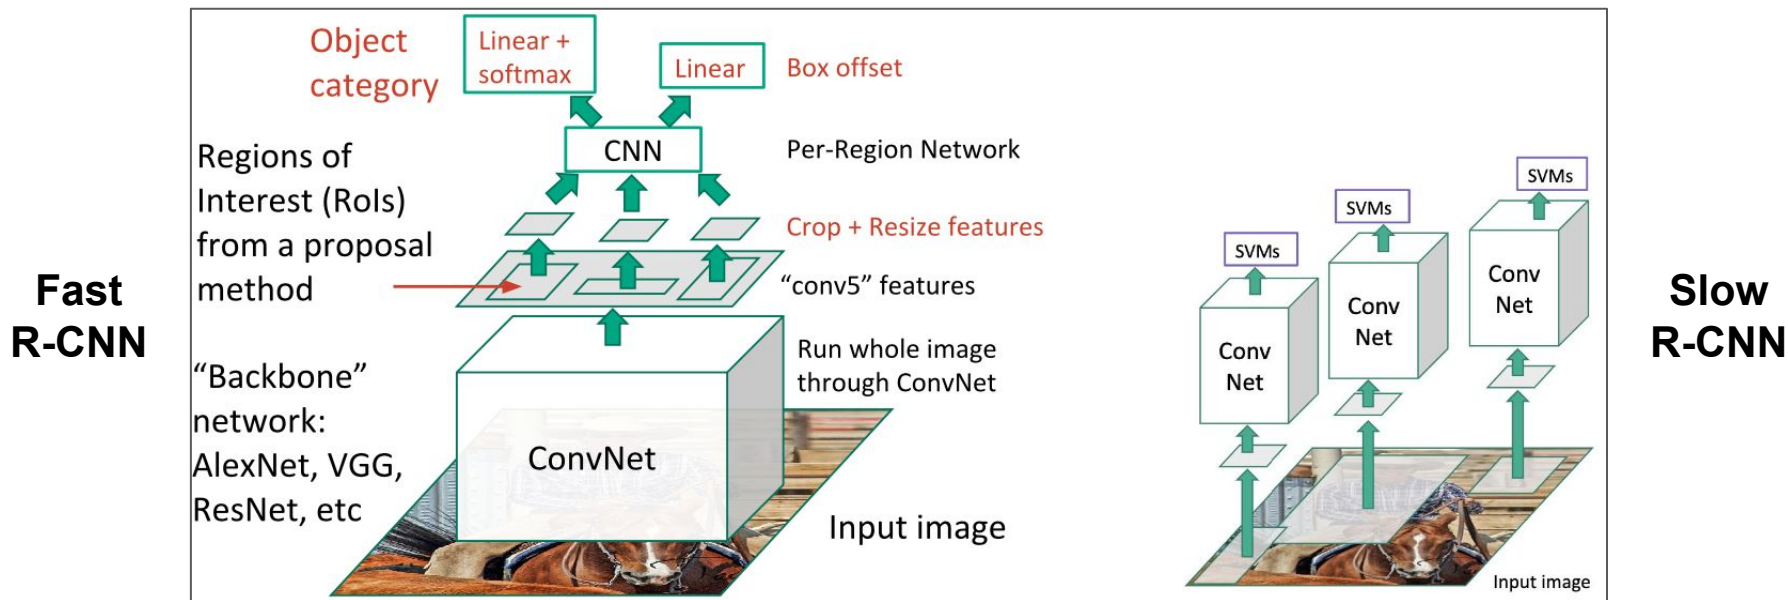 Fast
R-CNN
Object
category
Linear +
softmax
Linear
Box offset
CNN
Per-Region Network
Regions of
Interest (RoIs)
from a proposal
method
Crop + Resize features
“conv5” features
Run whole image
through ConvNet
“Backbone”
network:
AlexNet, VGG,
ResNet, etc
ConvNet
Input image
SVMs
SVMs
SVMs
Conv
Net
Conv
Net
Conv
Net
Input image
Slow
R-CNN